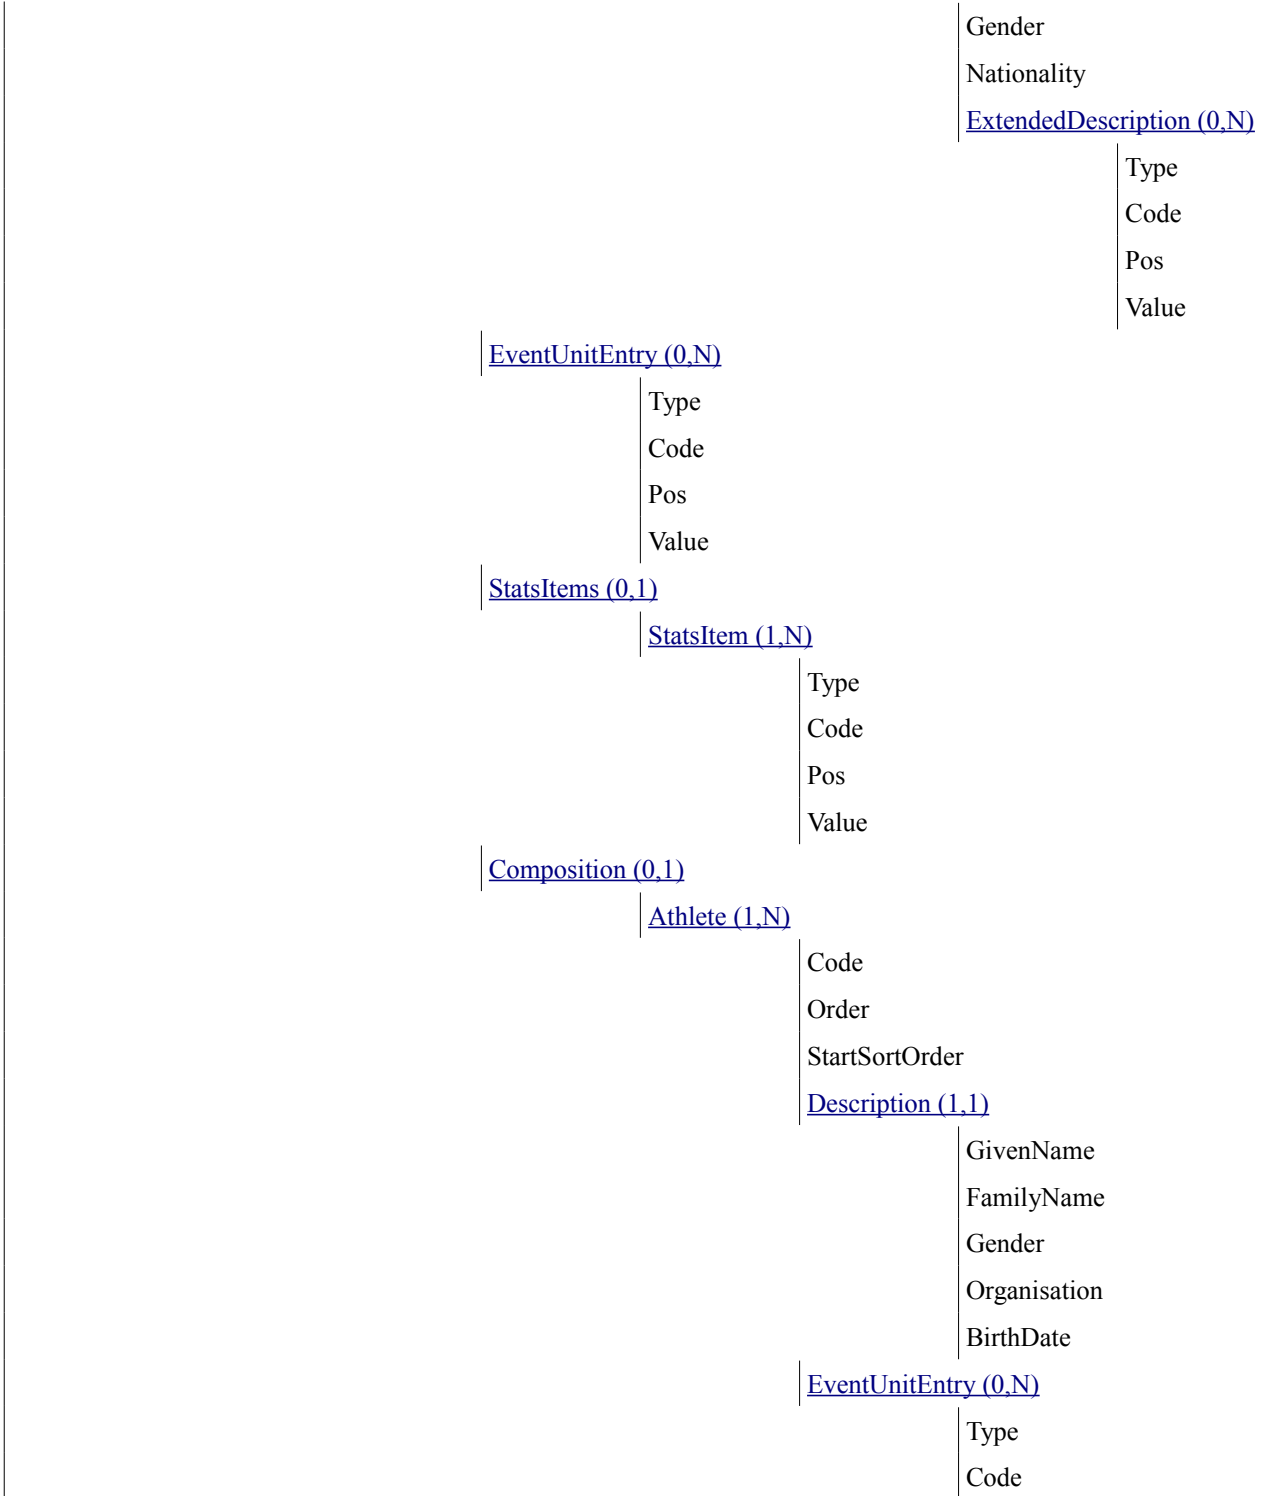 Gender
Nationality
ExtendedDescription (0,N)
Type
Code
Pos
Value
EventUnitEntry (0,N)
Type
Code
Pos
Value
StatsItems (0,1)
StatsItem (1,N)
Type
Code
Pos
Value
Composition (0,1)
Athlete (1,N)
Code
Order
StartSortOrder
Description (1,1)
GivenName
FamilyName
Gender
Organisation
BirthDate
EventUnitEntry (0,N)
Type
Code